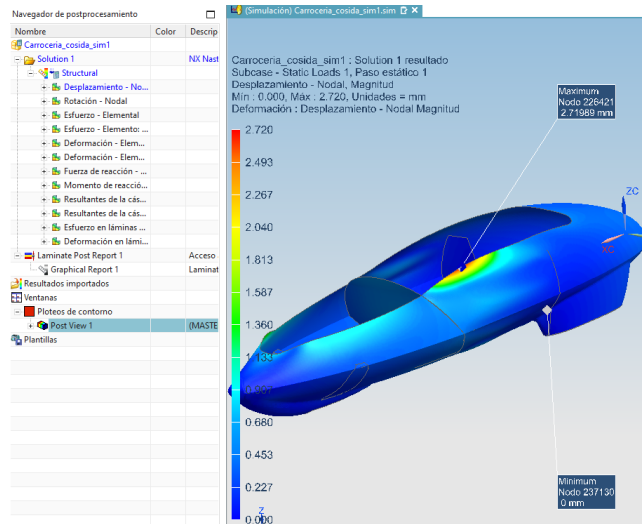 Navegador de postprocesamiento
Nombre Color Descrip
Carroceria_cosida_sim1
Solution 1 NX Nast
Structural
Desplazamiento - No...
Rotación - Nodal
Esfuerzo - Elemental
Esfuerzo - Elemento: ...
Deformación - Elem...
Deformación - Elem...
Fuerza de reacción - ...
Momento de reacció...
Resultantes de la cás...
Resultantes de la cás...
Esfuerzo en láminas ...
Deformación en lámi...
Laminate Post Report 1 Acceso
Graphical Report 1 Laminat
Resultados importados
Ventanas
Ploteos de contorno
Post View 1 (MASTE
Plantillas
(Simulación) Carroceria_cosida_sim1.sim
Carroceria_cosida_sim1 : Solution 1 resultado
Subcase - Static Loads 1, Paso estático 1
Desplazamiento - Nodal, Magnitud
Min : 0.000, Máx : 2.720, Unidades = mm
Deformación : Desplazamiento - Nodal Magnitud
2.720
2.493
2.267
2.040
1.813
1.587
1.360
1.133
0.907
0.680
0.453
0.227
0.000
Maximum
Nodo 226421
2.71989 mm
ZC
XC
Minimum
Nodo 237130
0 mm
Z